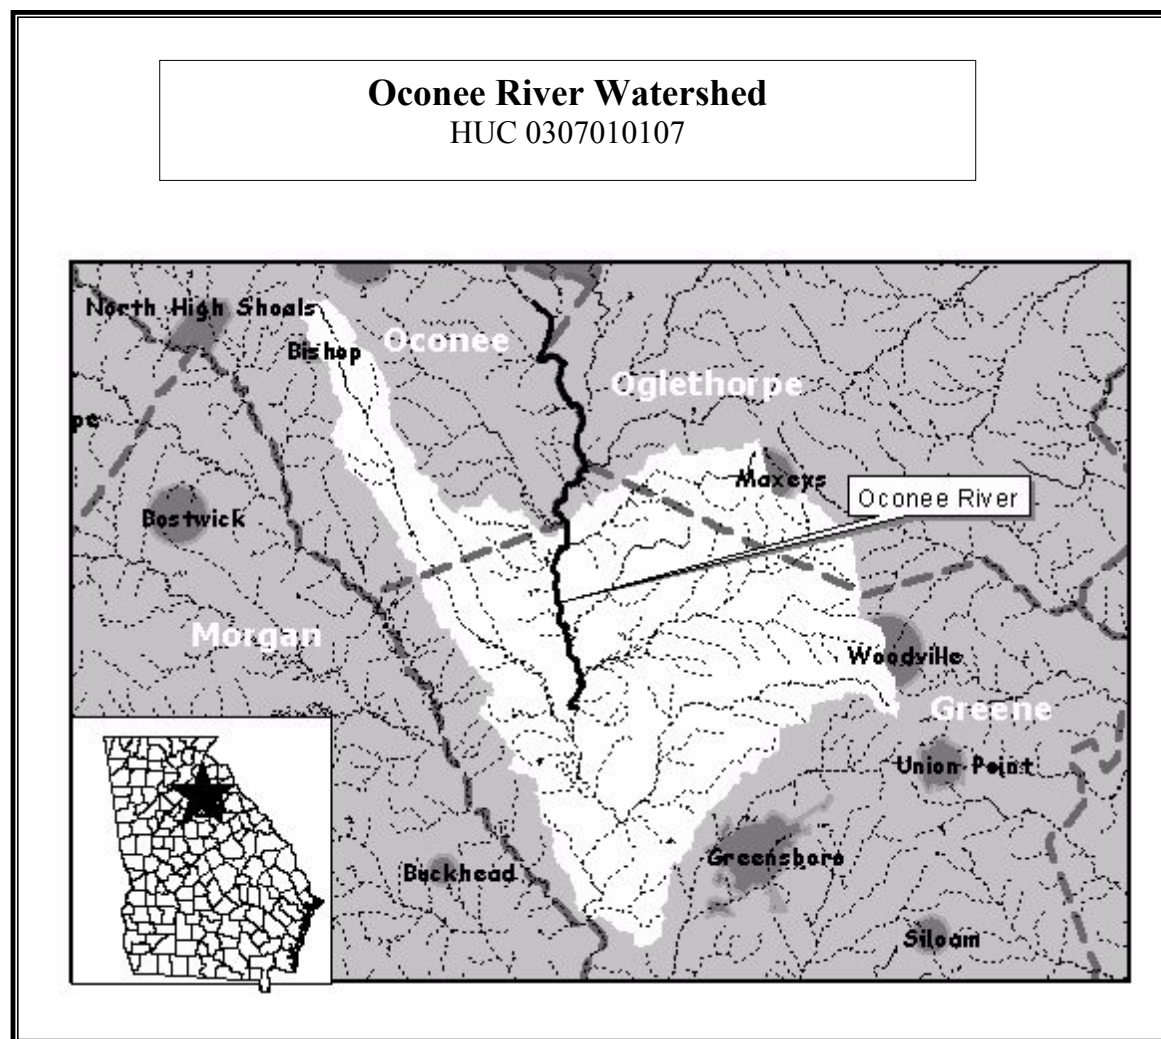 Oconee River Watershed
HUC 0307010107
North High Shoals
Bishop
Oconee
Oglethorpe
pe
Maxeys
Oconee River
Bostwick
Morgan
Woodville
Greene
Union Point
Greensboro
Buckhead
Siloam